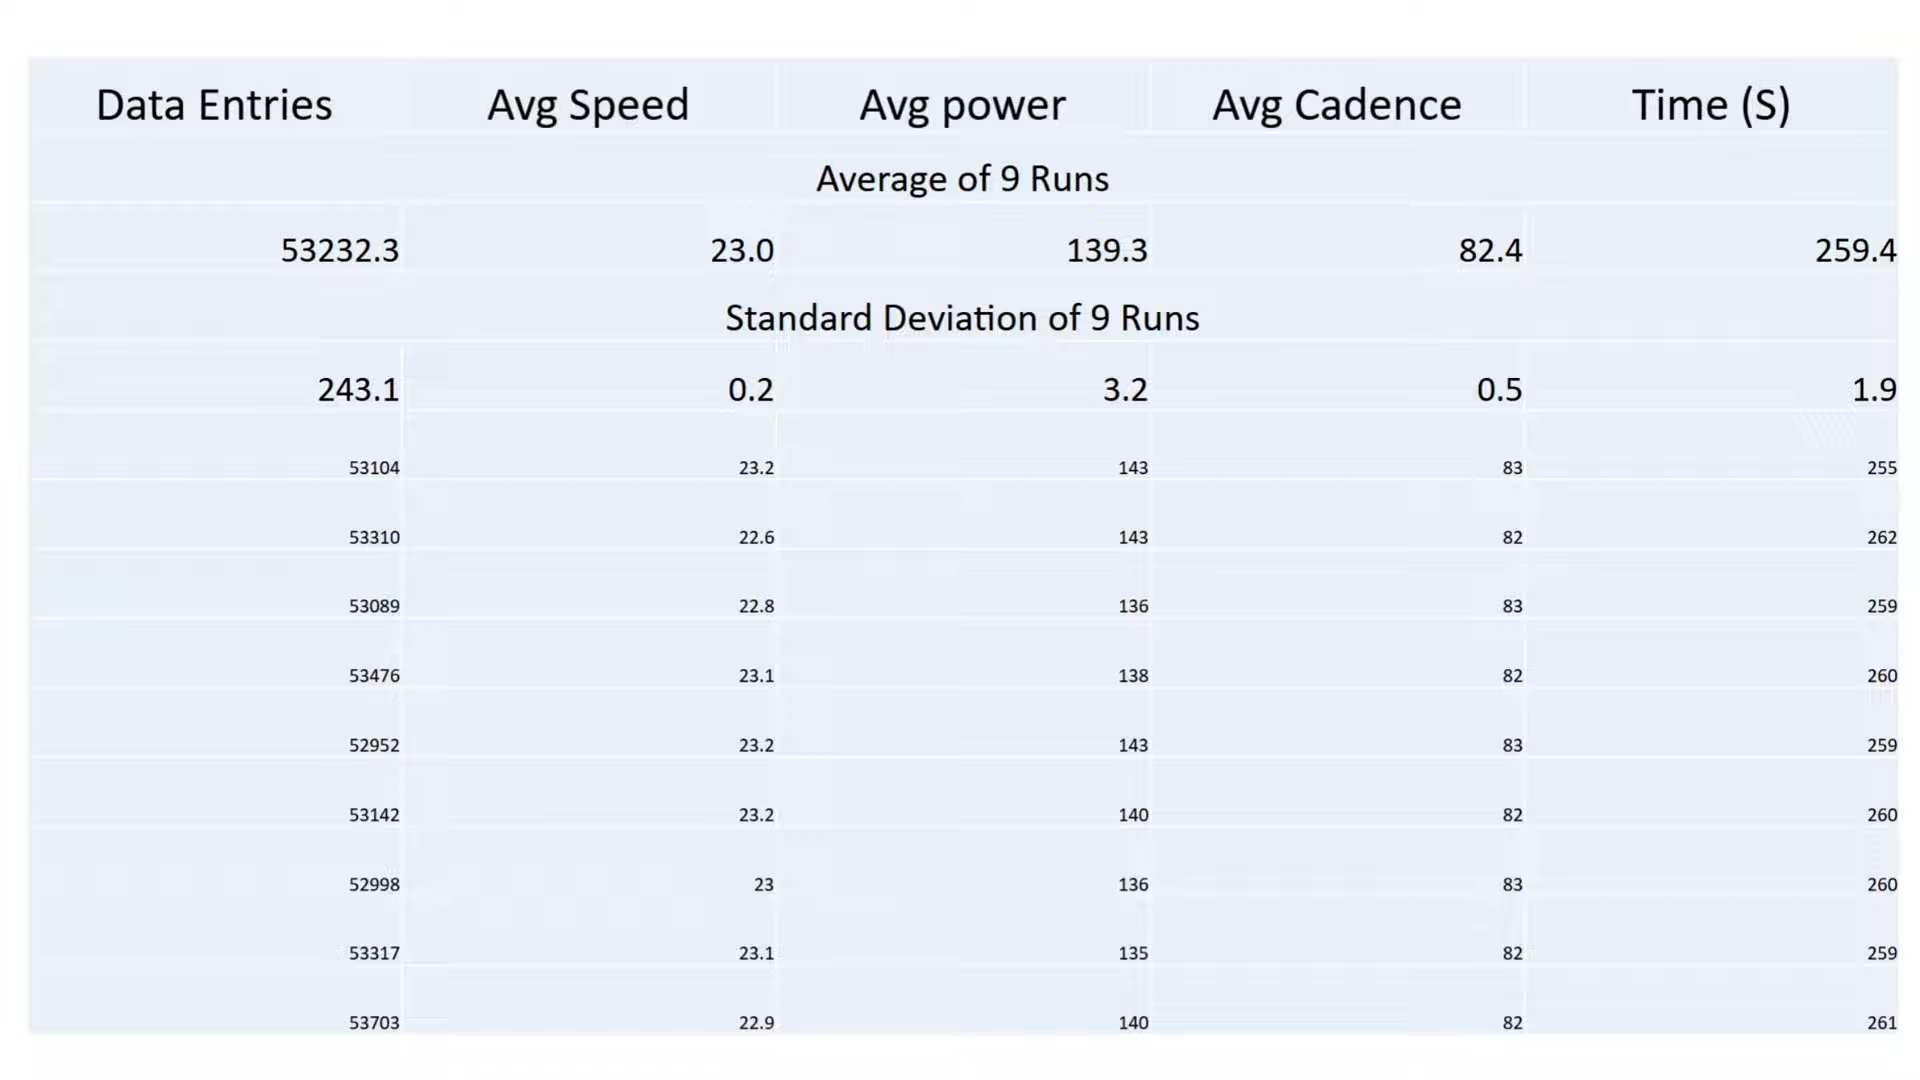 Data Entries Avg Speed Avg power Avg Cadence Time (S)
Average of 9 Runs
53232.3 23.0 139.3 82.4 259.4
Standard Deviation of 9 Runs
243.1 0.2 3.2 0.5 1.9
53104 23.2 143 83 255
53310 22.6 143 82 262
53089 22.8 136 83 259
53476 23.1 138 82 260
52952 23.2 143 83 259
53142 23.2 140 82 260
52998 23 136 83 260
53317 23.1 135 82 259
53703 22.9 140 82 261